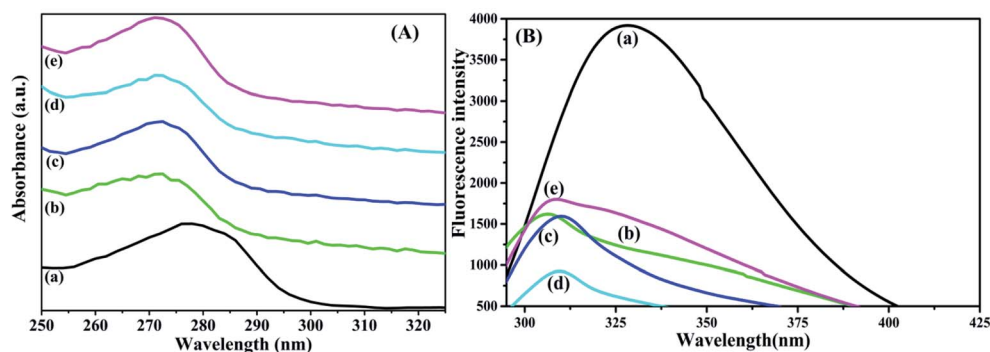 (A)
(e)
(d)
(c)
(b)
(a)
Absorbance (a.u.)
250 260 270 280 290 300 310 320
Wavelength (nm)
(B)
(a)
(e)
(b)
(c)
(d)
Fluorescence intensity
4000
3500
3000
2500
2000
1500
1000
500
300 325 350 375 400 425
Wavelength(nm)